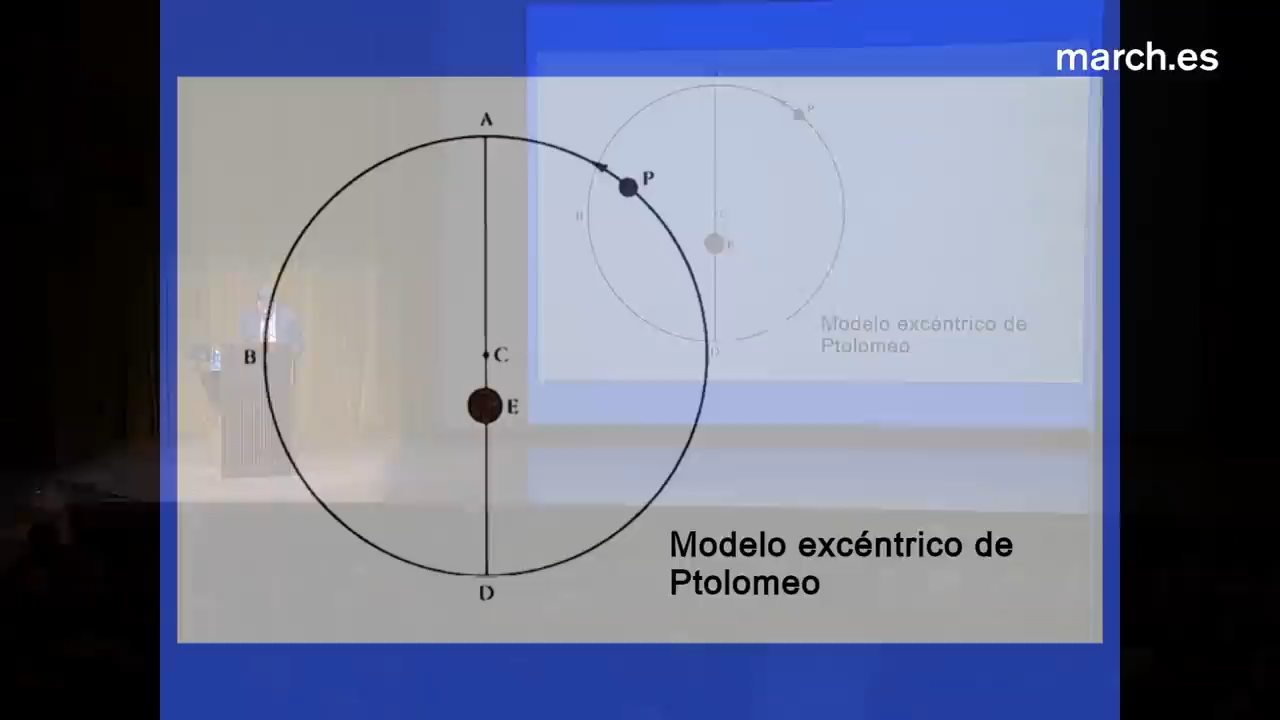 march.es
A
P
B
C
E
D
Modelo excéntrico de
Ptolomeo
P
Modelo excéntrico de
Ptolomeo